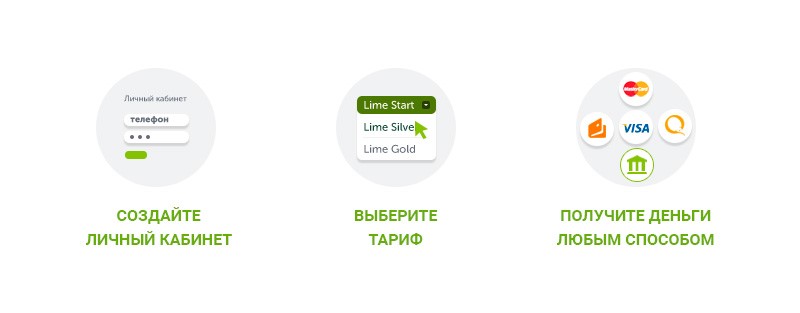 Личный кабинет
телефон
Lime Start
Lime Silve
Lime Gold
MasterCard
VISA
СОЗДАЙТЕ
ЛИЧНЫЙ КАБИНЕТ
ВЫБЕРИТЕ
ТАРИФ
ПОЛУЧИТЕ ДЕНЬГИ
ЛЮБЫМ СПОСОБОМ